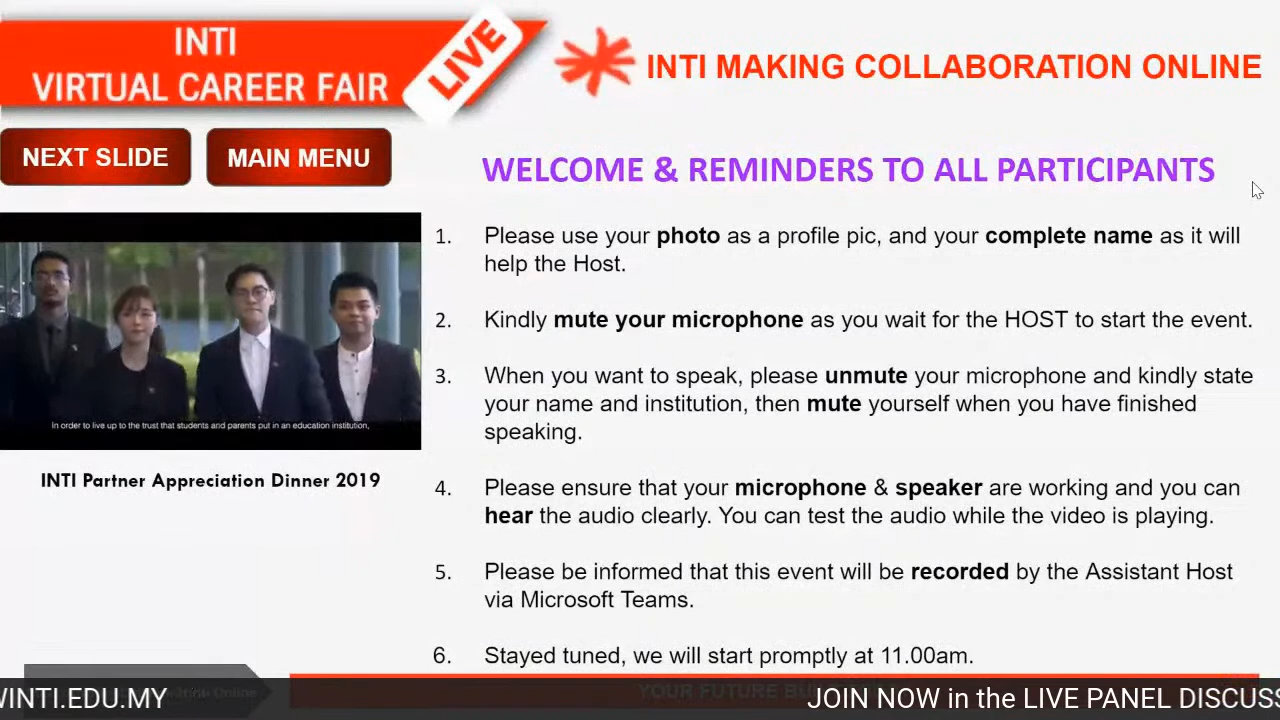 INTI
VIRTUAL CAREER FAIR
LIVE
INTI MAKING COLLABORATION ONLINE
NEXT SLIDE
MAIN MENU
WELCOME & REMINDERS TO ALL PARTICIPANTS
1. Please use your photo as a profile pic, and your complete name as it will
help the Host.
2. Kindly mute your microphone as you wait for the HOST to start the event.
3. When you want to speak, please unmute your microphone and kindly state
your name and institution, then mute yourself when you have finished
speaking.
4. Please ensure that your microphone & speaker are working and you can
hear the audio clearly. You can test the audio while the video is playing.
5. Please be informed that this event will be recorded by the Assistant Host
via Microsoft Teams.
6. Stayed tuned, we will start promptly at 11.00am.
In order to live up to the trust that students and parents put in an education institution,
INTI Partner Appreciation Dinner 2019
Online
YOUR FUTURE
INTI.EDU.MY
JOIN NOW in the LIVE PANEL DISCUSS